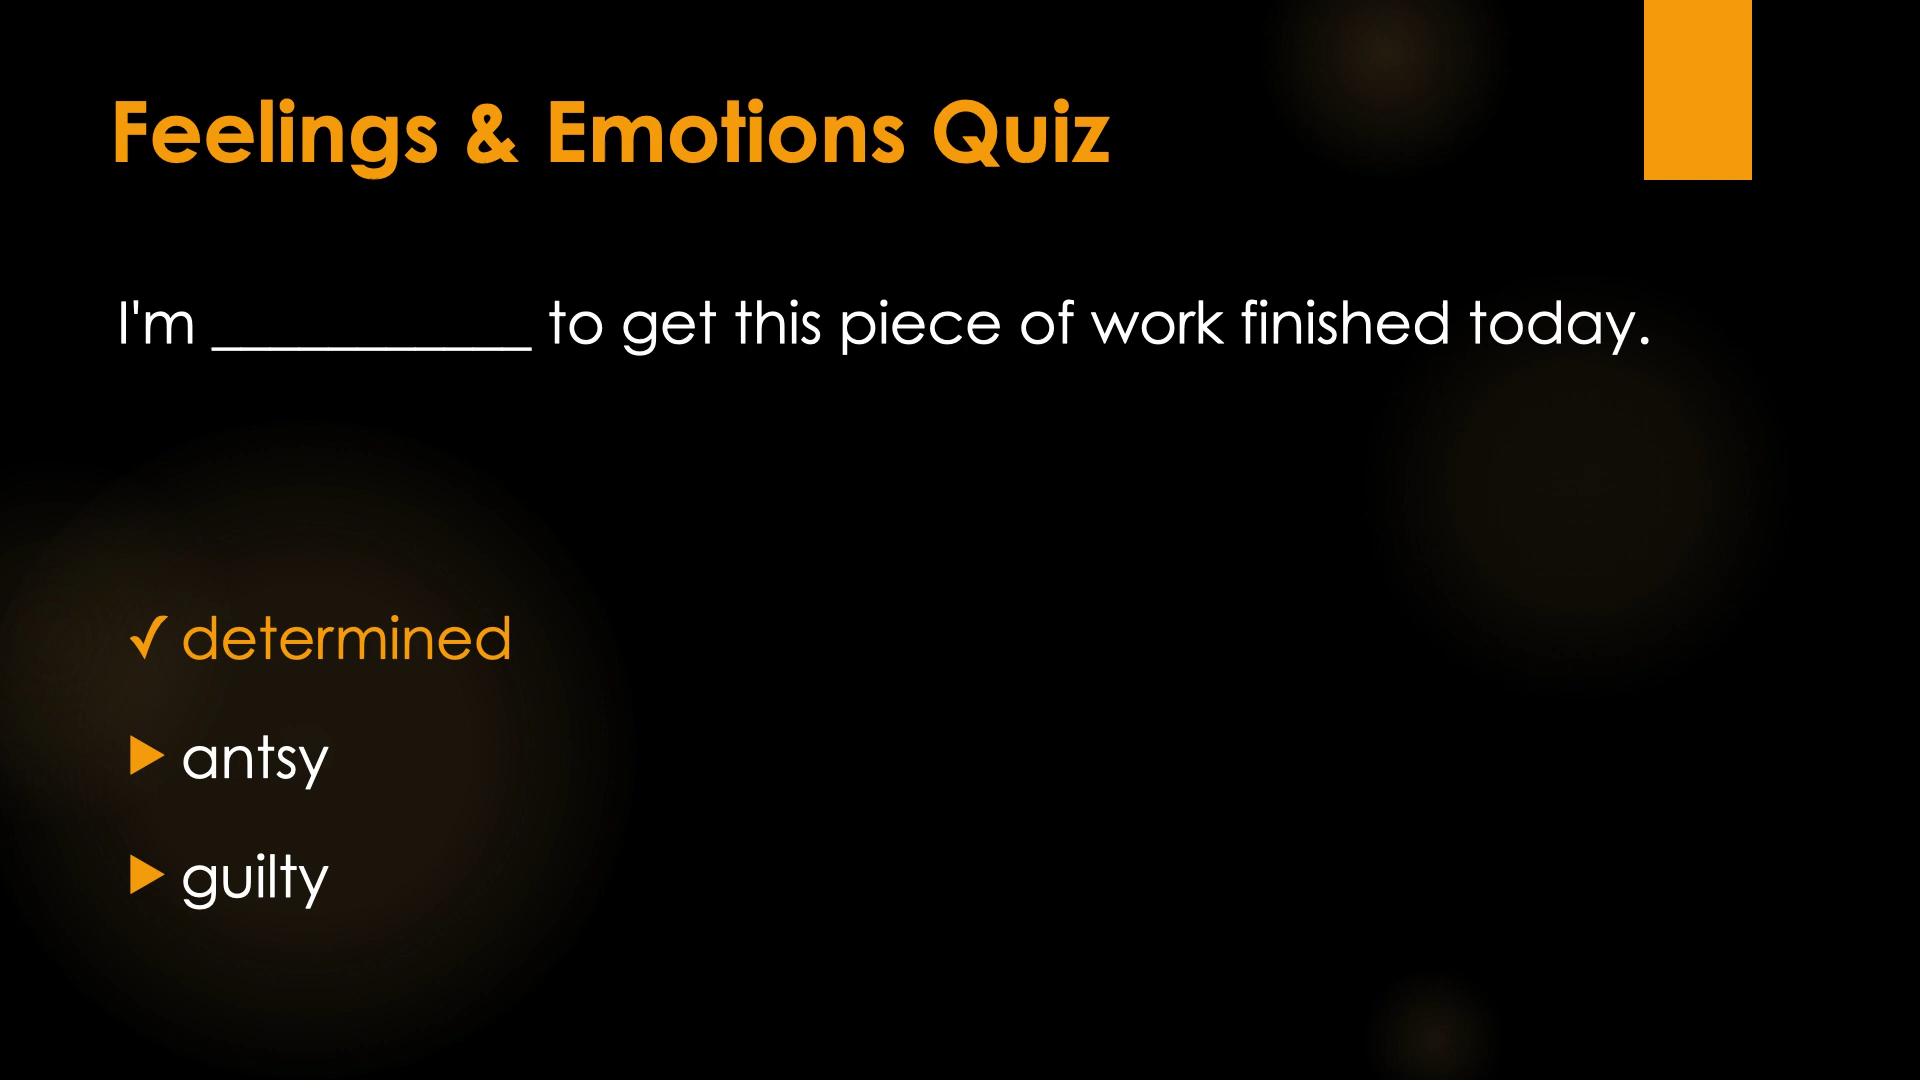 Feelings & Emotions Quiz
I'm ___________ to get this piece of work finished today.
✓ determined
▶ antsy
▶ guilty